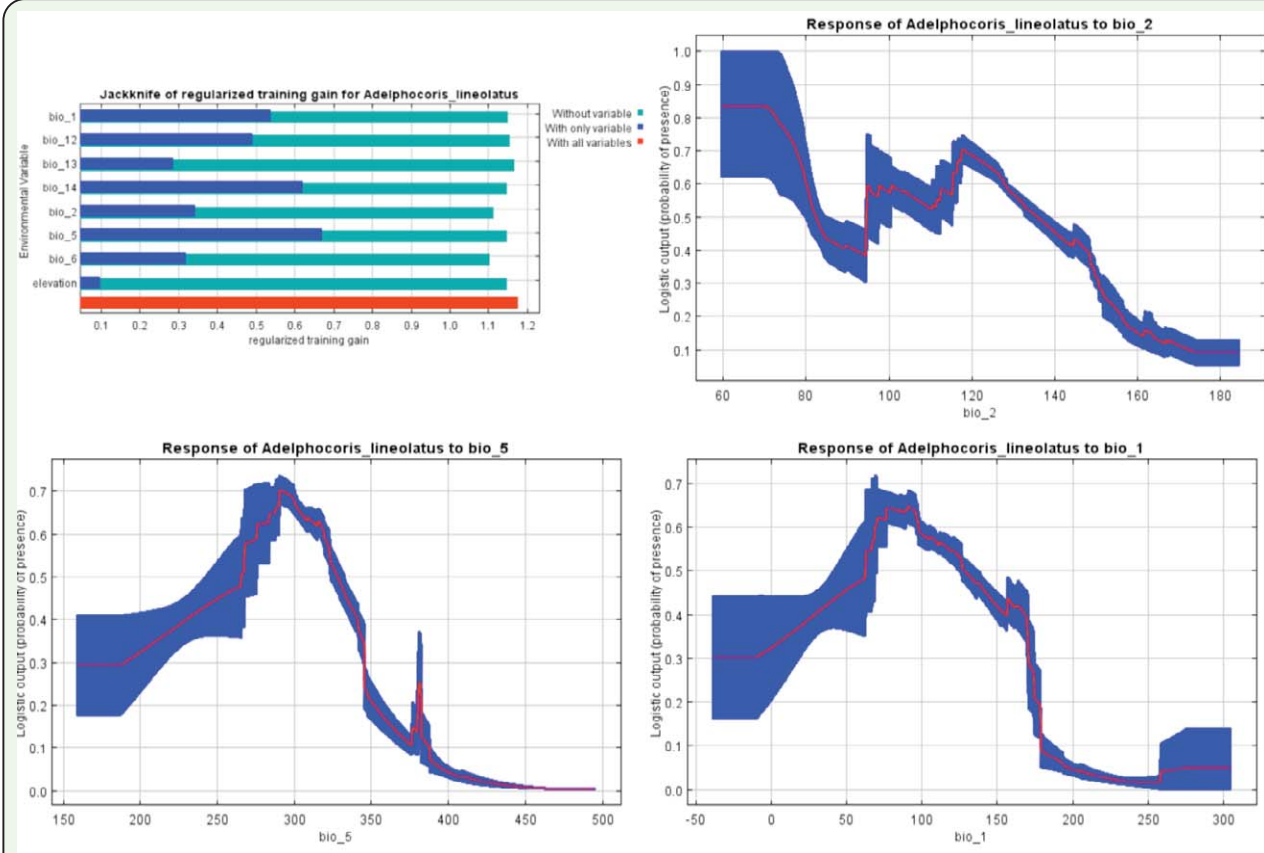 Jackknife of regularized training gain for Adelphocoris_lineolatus
Environmental Variable
bio_1
bio_12
bio_13
bio_14
bio_2
bio_5
bio_6
elevation
Without variable
With only variable
With all variables
0.1 0.2 0.3 0.4 0.5 0.6 0.7 0.8 0.9 1.0 1.1 1.2
regularized training gain
Response of Adelphocoris_lineolatus to bio_2
Logistic output (probability of presence)
1.0
0.9
0.8
0.7
0.6
0.5
0.4
0.3
0.2
0.1
60 80 100 120 140 160 180
bio_2
Response of Adelphocoris_lineolatus to bio_5
Logistic output (probability of presence)
0.7
0.6
0.5
0.4
0.3
0.2
0.1
0.0
150 200 250 300 350 400 450 500
bio_5
Response of Adelphocoris_lineolatus to bio_1
Logistic output (probability of presence)
0.7
0.6
0.5
0.4
0.3
0.2
0.1
0.0
-50 0 50 100 150 200 250 300
bio_1